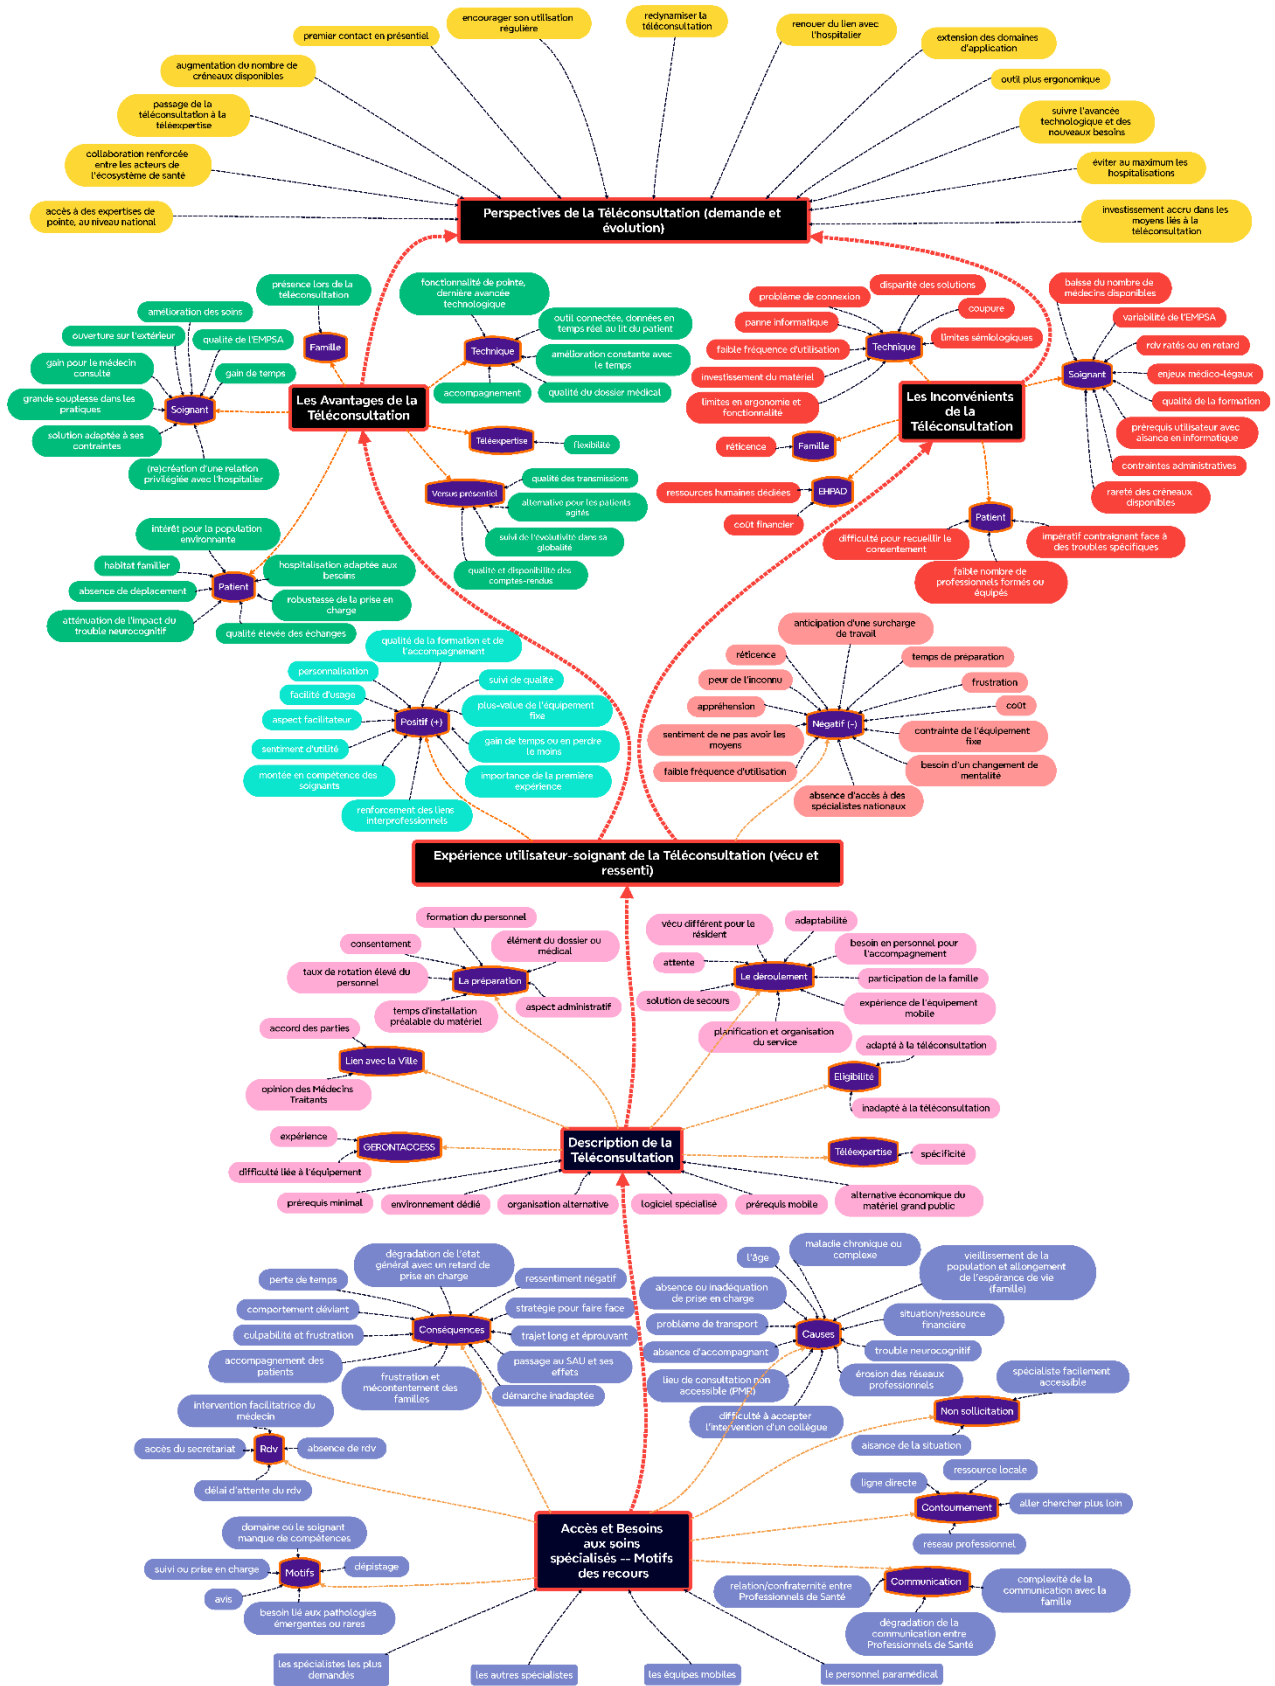 encourager son utilisation
régulière
redynamiser la
téléconsultation
renouer du lien avec
l'hospitalier
premier contact en présentiel
extension des domaines
d'application
augmentation du nombre de
créneaux disponibles
outil plus ergonomique
passage de la
téléconsultation à la
téléexpertise
suivre l'avancée
technologique et des
nouveaux besoins
collaboration renforcée
entre les acteurs de
l'écosystème de santé
éviter au maximum les
hospitalisations
accès à des expertises de
pointe, au niveau national
Perspectives de la Téléconsultation (demande et
évolution)
investissement accru dans les
moyens liés à la
téléconsultation
présence lors de la
téléconsultation
amélioration des soins
ouverture sur l'extérieur
qualité de l'EMPSA
gain pour le médecin
consulté
gain de temps
grande souplesse dans les
pratiques
Soignant
solution adaptée à ses
contraintes
(re)création d'une relation
privilégiée avec l'hospitalier
Famille
fonctionnalité de pointe,
dernière avancée
technologique
outil connectée, données en
temps réel au lit du patient
Technique
amélioration constante avec
le temps
accompagnement
qualité du dossier médical
Les Avantages de la
Téléconsultation
Téléexpertise
flexibilité
Versus présentiel
qualité des transmissions
alternative pour les patients
agités
suivi de l'évolutivité dans sa
globalité
qualité et disponibilité des
comptes-rendus
intérêt pour la population
environnante
habitat familier
hospitalisation adaptée aux
besoins
absence de déplacement
Patient
robustesse de la prise en
charge
atténuation de l'impact du
trouble neurocognitif
qualité élevée des échanges
disparité des solutions
problème de connexion
coupure
panne informatique
Technique
limites sémiologiques
faible fréquence d'utilisation
investissement du matériel
limites en ergonomie et
fonctionnalité
baisse du nombre de
médecins disponibles
variabilité de l'EMPSA
rdv ratés ou en retard
Soignant
enjeux médico-légaux
qualité de la formation
prérequis utilisateur avec
aisance en informatique
contraintes administratives
rareté des créneaux
disponibles
Les Inconvénients
de la
Téléconsultation
réticence
Famille
ressources humaines dédiées
EHPAD
coût financier
Patient
difficulté pour recueillir le
consentement
impératif contraignant face à
des troubles spécifiques
faible nombre de
professionnels formés ou
équipés
qualité de la formation et de
l'accompagnement
personnalisation
suivi de qualité
facilité d'usage
plus-value de l'équipement
fixe
aspect facilitateur
Positif (+)
sentiment d'utilité
gain de temps ou en perdre
le moins
montée en compétence des
soignants
importance de la première
expérience
renforcement des liens
interprofessionnels
anticipation d'une surcharge
de travail
réticence
temps de préparation
peur de l'inconnu
frustration
appréhension
coût
Négatif (-)
sentiment de ne pas avoir les
moyens
contrainte de l'équipement
fixe
faible fréquence d'utilisation
besoin d'un changement de
mentalité
absence d'accès à des
spécialistes nationaux
Expérience utilisateur-soignant de la Téléconsultation (vécu et
ressenti)
formation du personnel
consentement
élément du dossier ou
médical
taux de rotation élevé du
personnel
La préparation
temps d'installation
préalable du matériel
aspect administratif
vécu différent pour le
résident
adaptabilité
attente
besoin en personnel pour
l'accompagnement
Le déroulement
participation de la famille
solution de secours
expérience de l'équipement
mobile
planification et organisation
du service
accord des parties
Lien avec la Ville
opinion des Médecins
Traitants
adapté à la téléconsultation
Eligibilité
inadapté à la téléconsultation
expérience
GERONTACCESS
difficulté liée à l'équipement
Description de la
Téléconsultation
Téléexpertise
spécificité
prérequis minimal
environnement dédié
organisation alternative
logiciel spécialisé
prérequis mobile
alternative économique du
matériel grand public
dégradation de l'état
général avec un retard de
prise en charge
perte de temps
ressentiment négatif
comportement déviant
stratégie pour faire face
culpabilité et frustration
Conséquences
trajet long et éprouvant
accompagnement des
patients
passage au SAU et ses
effets
frustration et
mécontentement des
familles
démarche inadaptée
maladie chronique ou
complexe
l'âge
vieillissement de la
population et allongement
de l'espérance de vie
(famille)
absence ou inadéquation
de prise en charge
situation/ressource
financière
problème de transport
Causes
absence d'accompagnant
trouble neurocognitif
lieu de consultation non
accessible (PMR)
érosion des réseaux
professionnels
difficulté à accepter
l'intervention d'un collègue
spécialiste facilement
accessible
Non sollicitation
aisance de la situation
intervention facilitatrice du
médecin
accès du secrétariat
Rdv
absence de rdv
délai d'attente du rdv
ligne directe
ressource locale
Contournement
aller chercher plus loin
réseau professionnel
domaine où le soignant
manque de compétences
suivi ou prise en charge
Motifs
dépistage
avis
besoin lié aux pathologies
émergentes ou rares
Accès et Besoins
aux soins
spécialisés -- Motifs
des recours
relation/confraternité entre
Professionnels de Santé
Communication
complexité de la
communication avec la
famille
dégradation de la
communication entre
Professionnels de Santé
les spécialistes les plus
demandés
les autres spécialistes
les équipes mobiles
le personnel paramédical